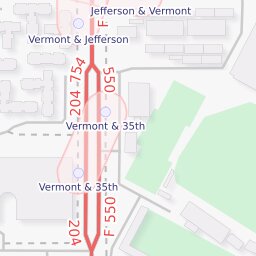 Jefferson & Vermont
F
Vermont & Jefferson
204 754
550
Vermont & 35th
Vermont & 35th
204
F 550